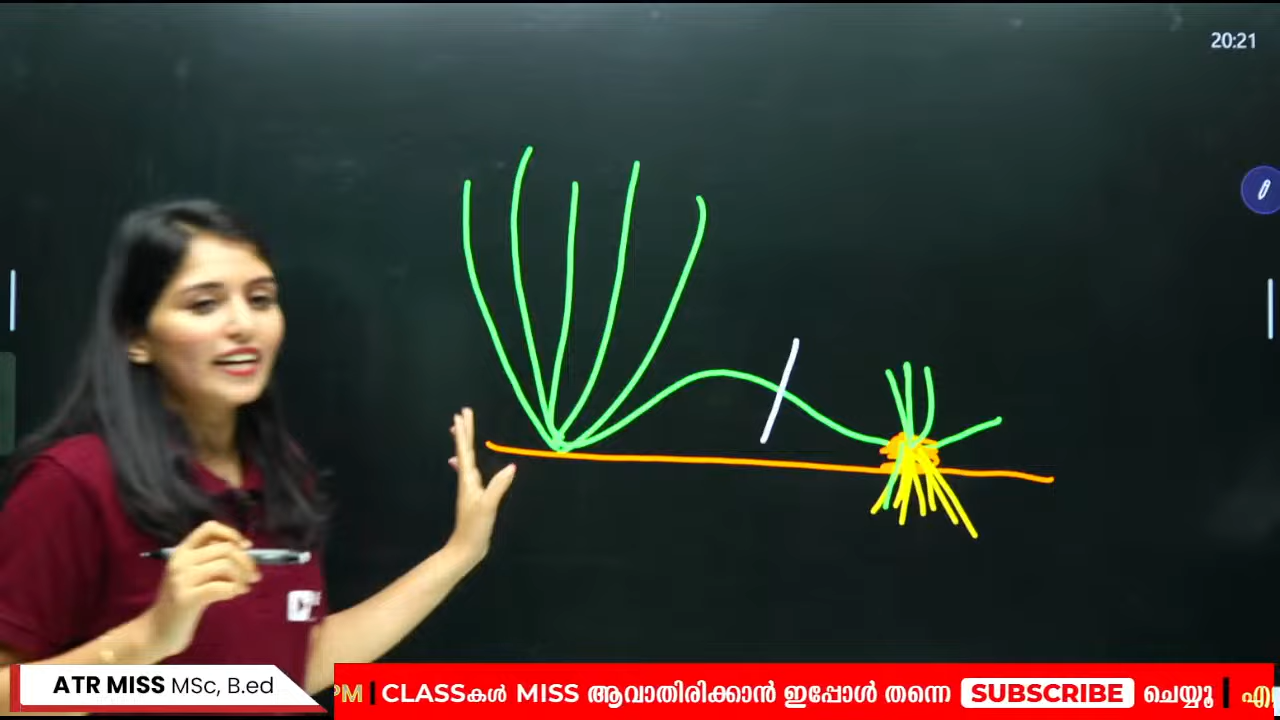 20:21
ATR MISS MSc, B.ed
PM | CLASSകൾ MISS ആവാതിരിക്കാൻ ഇപ്പോൾ തന്നെ SUBSCRIBE ചെയ്യൂ |